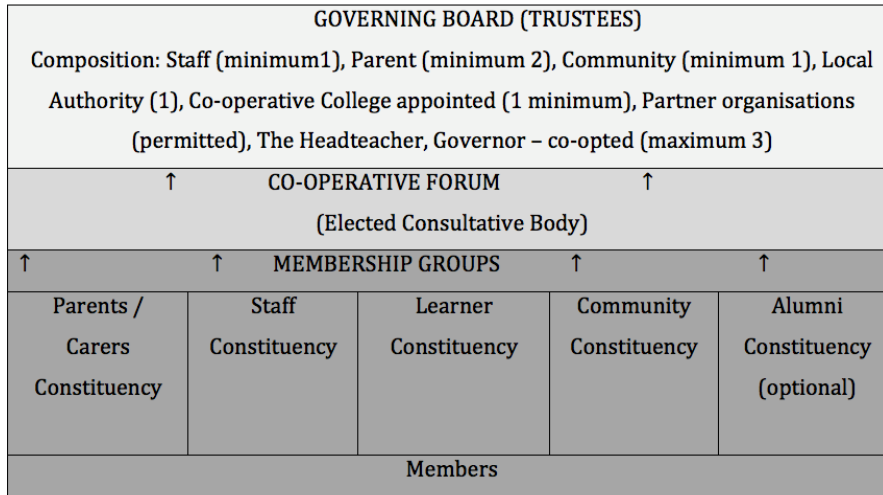 GOVERNING BOARD (TRUSTEES)
Composition: Staff (minimum1), Parent (minimum 2), Community (minimum 1), Local
Authority (1), Co-operative College appointed (1 minimum), Partner organisations
(permitted), The Headteacher, Governor – co-opted (maximum 3)
↑ CO-OPERATIVE FORUM ↑
(Elected Consultative Body)
↑ ↑ MEMBERSHIP GROUPS ↑ ↑
Parents /
Carers
Constituency
Staff
Constituency
Learner
Constituency
Community
Constituency
Alumni
Constituency
(optional)
Members